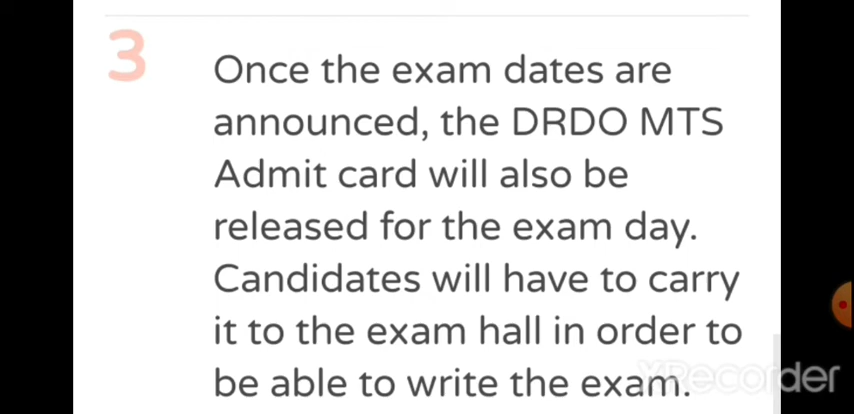 3
Once the exam dates are
announced, the DRDO MTS
Admit card will also be
released for the exam day.
Candidates will have to carry
it to the exam hall in order to
be able to write the exam.
XRecorder